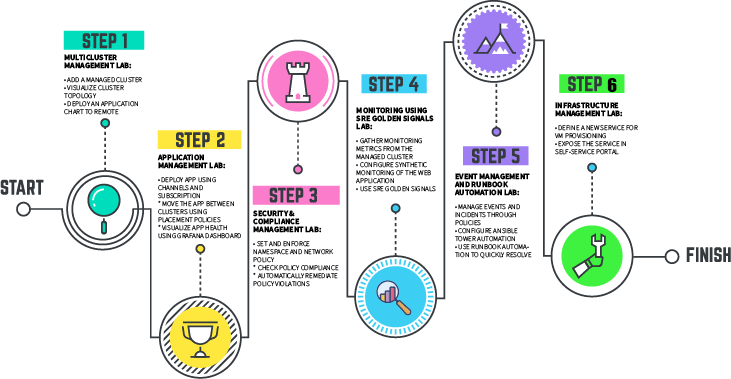 START
STEP 1
MULTICLUSTER
MANAGEMENT LAB:
• ADD A MANAGED CLUSTER
• VISUALIZE CLUSTER
TOPOLOGY
• DEPLOY AN APPLICATION
CHART TO REMOTE
STEP 2
APPLICATION
MANAGEMENT LAB:
• DEPLOY APP USING
CHANNELS AND
SUBSCRIPTION
* MOVE THE APP BETWEEN
CLUSTERS USING
PLACEMENT POLICIES
* VISUALIZE APP HEALTH
USING GRAFANA DASHBOARD
STEP 3
SECURITY &
COMPLIANCE
MANAGEMENT LAB:
• SET AND ENFORCE
NAMESPACE AND NETWORK
POLICY
* CHECK POLICY COMPLIANCE
* AUTOMATICALLY REMEDIATE
POLICY VIOLATIONS
STEP 4
MONITORING USING
SRE GOLDEN SIGNALS
LAB:
• GATHER MONITORING
METRICS FROM THE
MANAGED CLUSTER
• CONFIGURE SYNTHETIC
MONITORING OF THE WEB
APPLICATION
• USE SRE GOLDEN SIGNALS
STEP 5
EVENT MANAGEMENT
AND RUNBOOK
AUTOMATION LAB:
• MANAGE EVENTS AND
INCIDENTS THROUGH
POLICIES
• CONFIGURE ANSIBLE
TOWER AUTOMATION
• USE RUNBOOK AUTOMA-
TION TO QUICKLY RESOLVE
STEP 6
INFRASTRUCTURE
MANAGEMENT LAB:
• DEFINE A NEW SERVICE FOR
VM PROVISIONING
• EXPOSE THE SERVICE IN
SELF-SERVICE PORTAL
FINISH